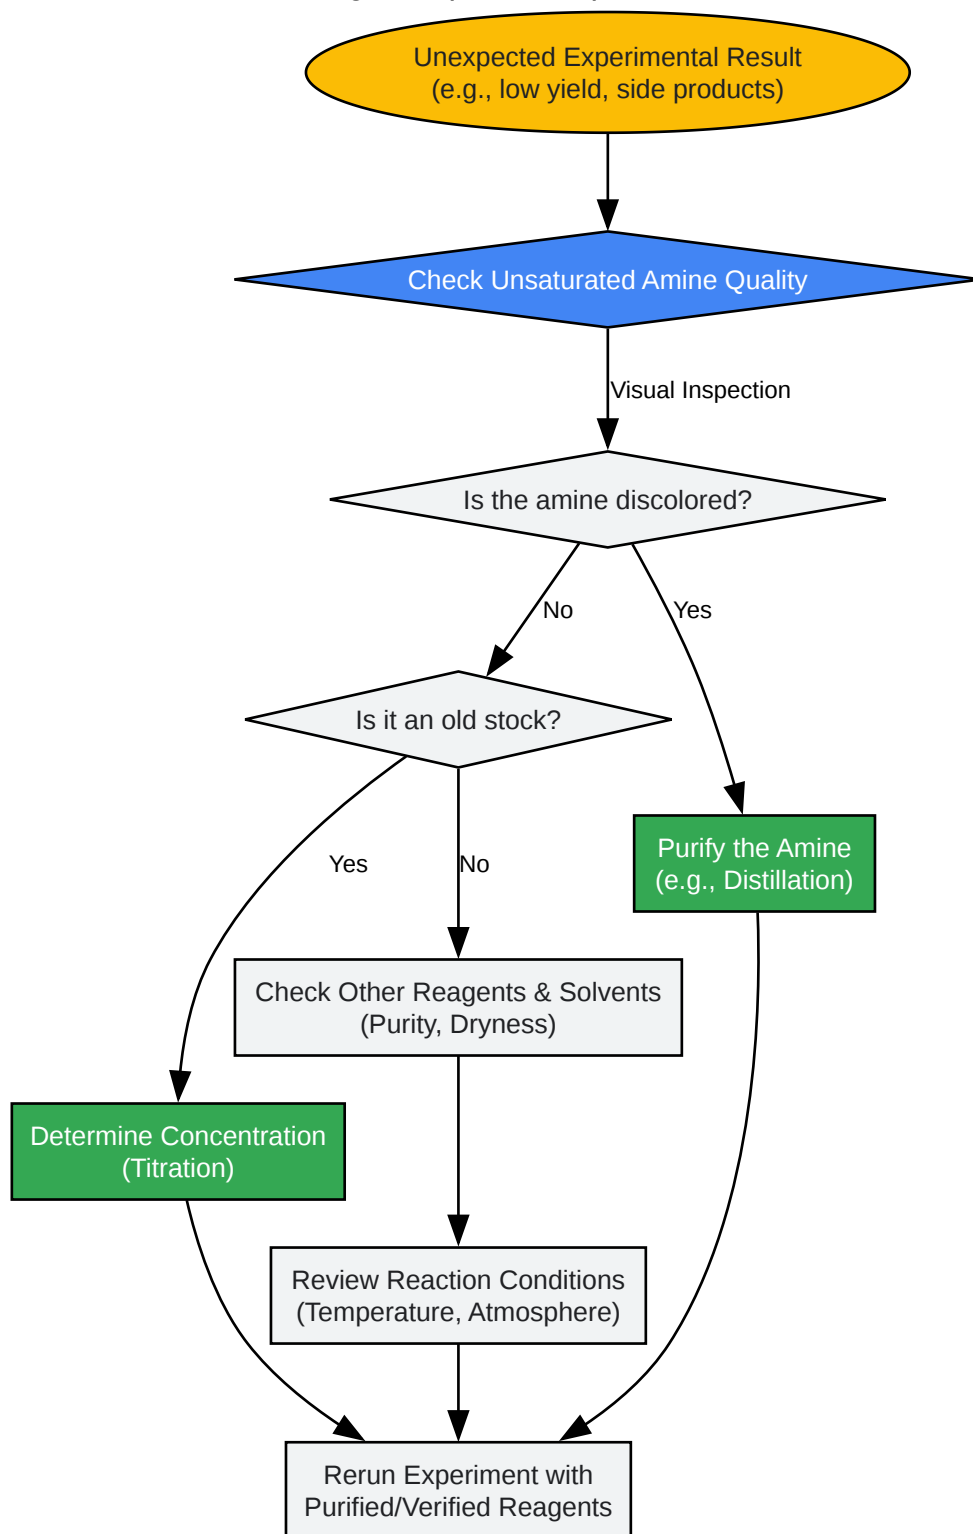 Unexpected Experimental Result
(e.g., low yield, side products)
Check Unsaturated Amine Quality
Visual Inspection
Is the amine discolored?
No
Yes
Is it an old stock?
Purify the Amine
(e.g., Distillation)
Yes
No
Check Other Reagents & Solvents
(Purity, Dryness)
Determine Concentration
(Titration)
Review Reaction Conditions
(Temperature, Atmosphere)
Rerun Experiment with
Purified/Verified Reagents